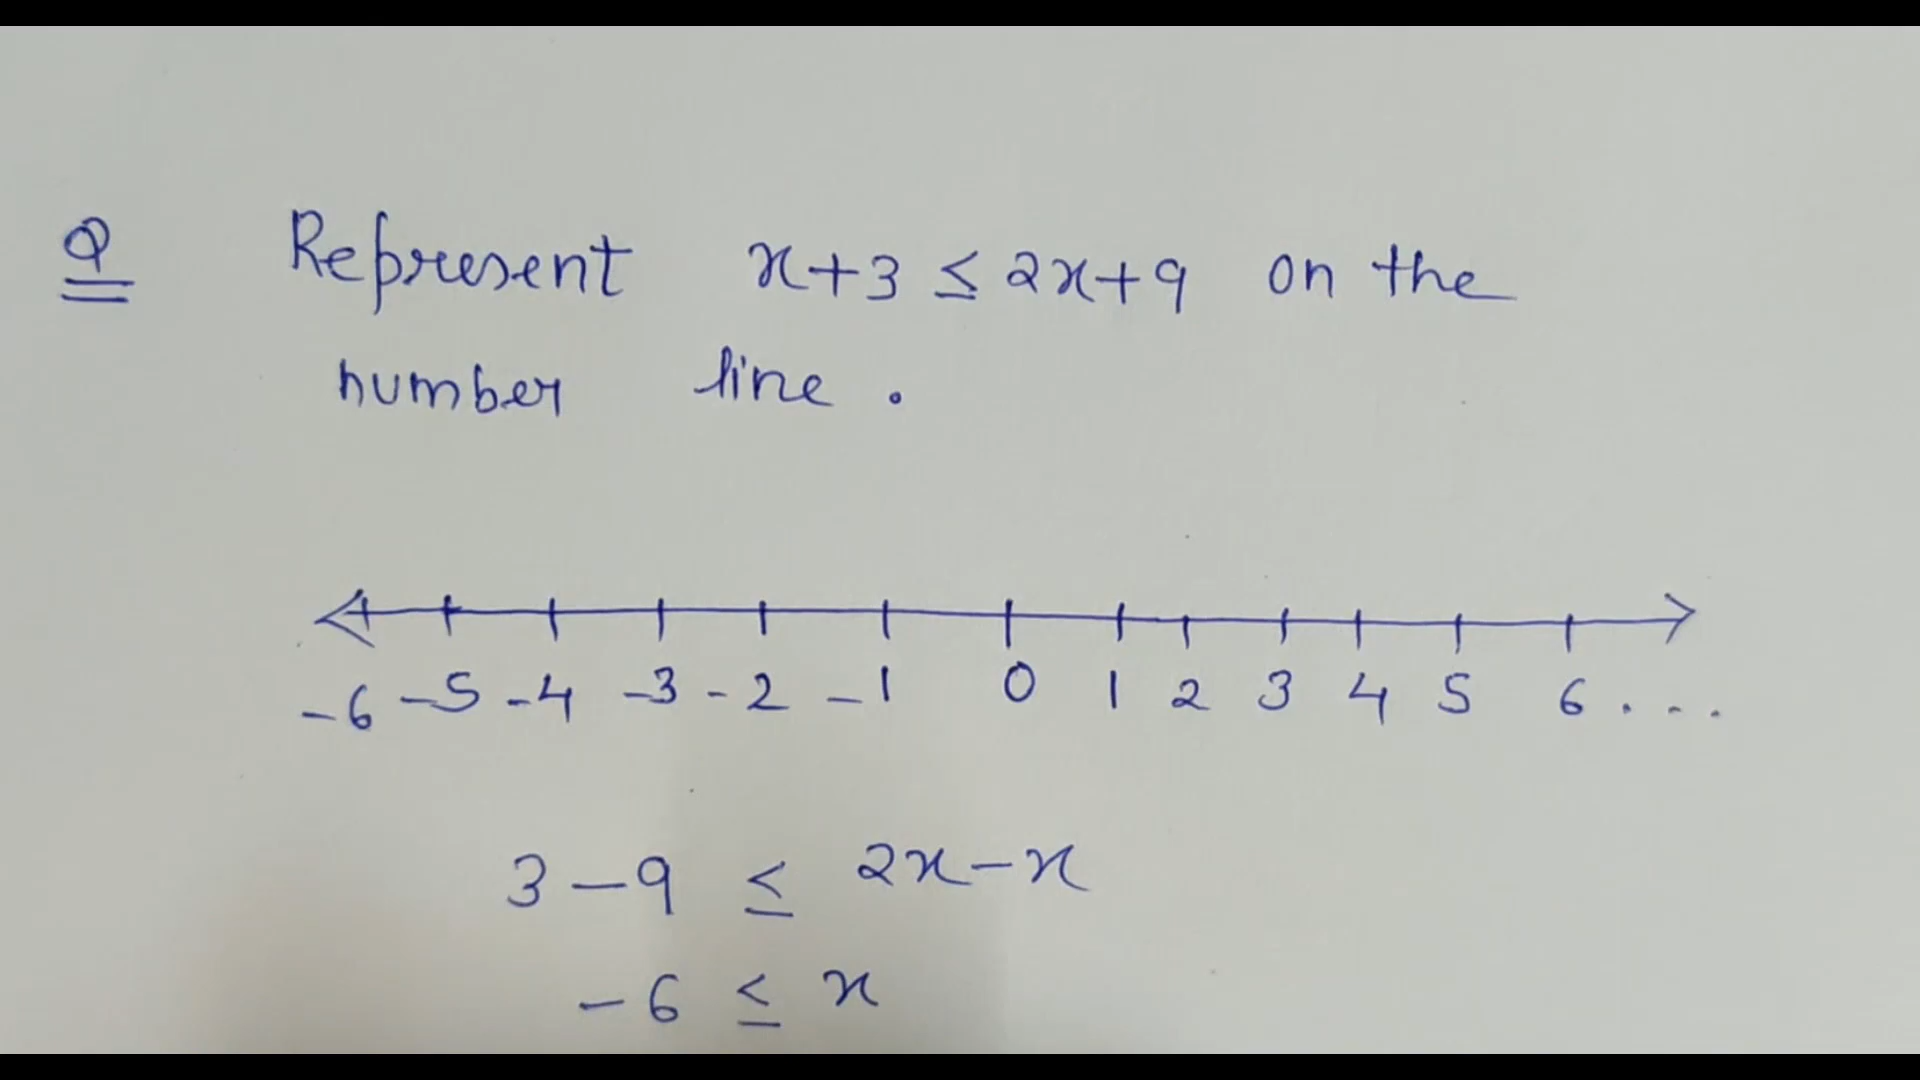 Q Represent x+3 ≤ 2x+9 on the
number line .
-6 -5 -4 -3 -2 -1 0 1 2 3 4 5 6 . . .
3-9 ≤ 2x-x
-6 ≤ x